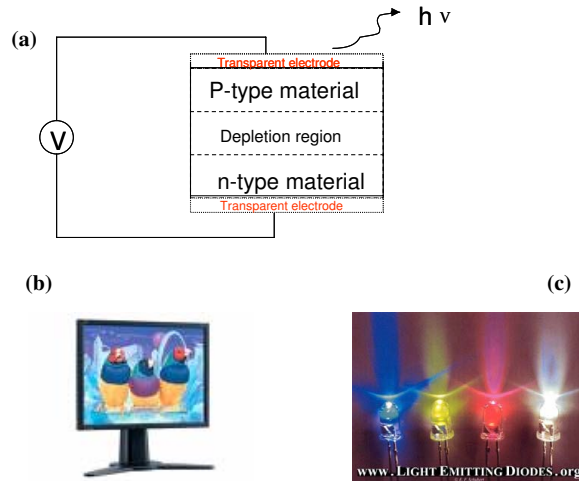 h ν
(a)
Transparent electrode
P-type material
Depletion region
V
n-type material
Transparent electrode
(b)
(c)
www.LIGHTEMITTINGDIODES.org